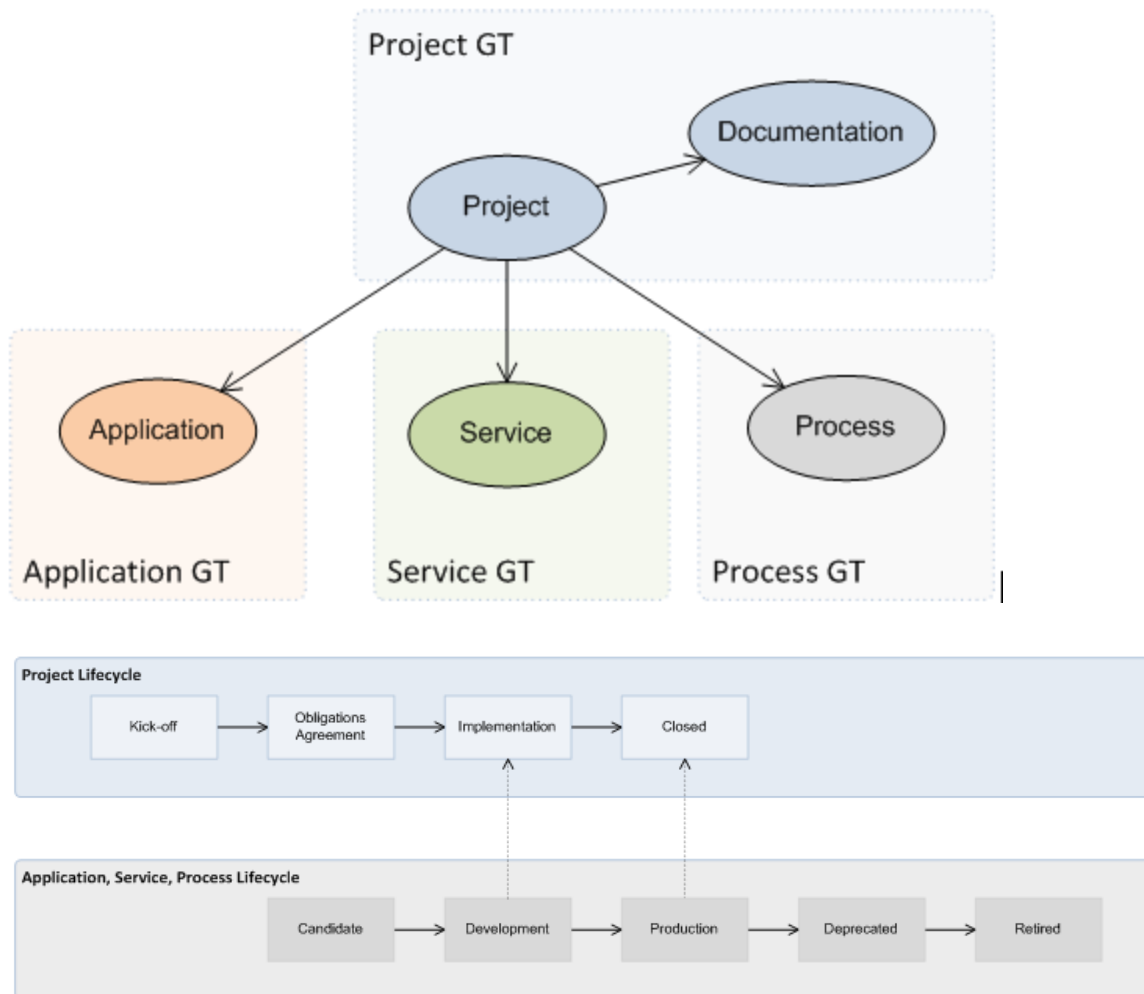 Project GT
Documentation
Project
Application
Service
Process
Application GT
Service GT
Process GT
Project Lifecycle
Kick-off
Obligations
Agreement
Implementation
Closed
Application, Service, Process Lifecycle
Candidate
Development
Production
Deprecated
Retired